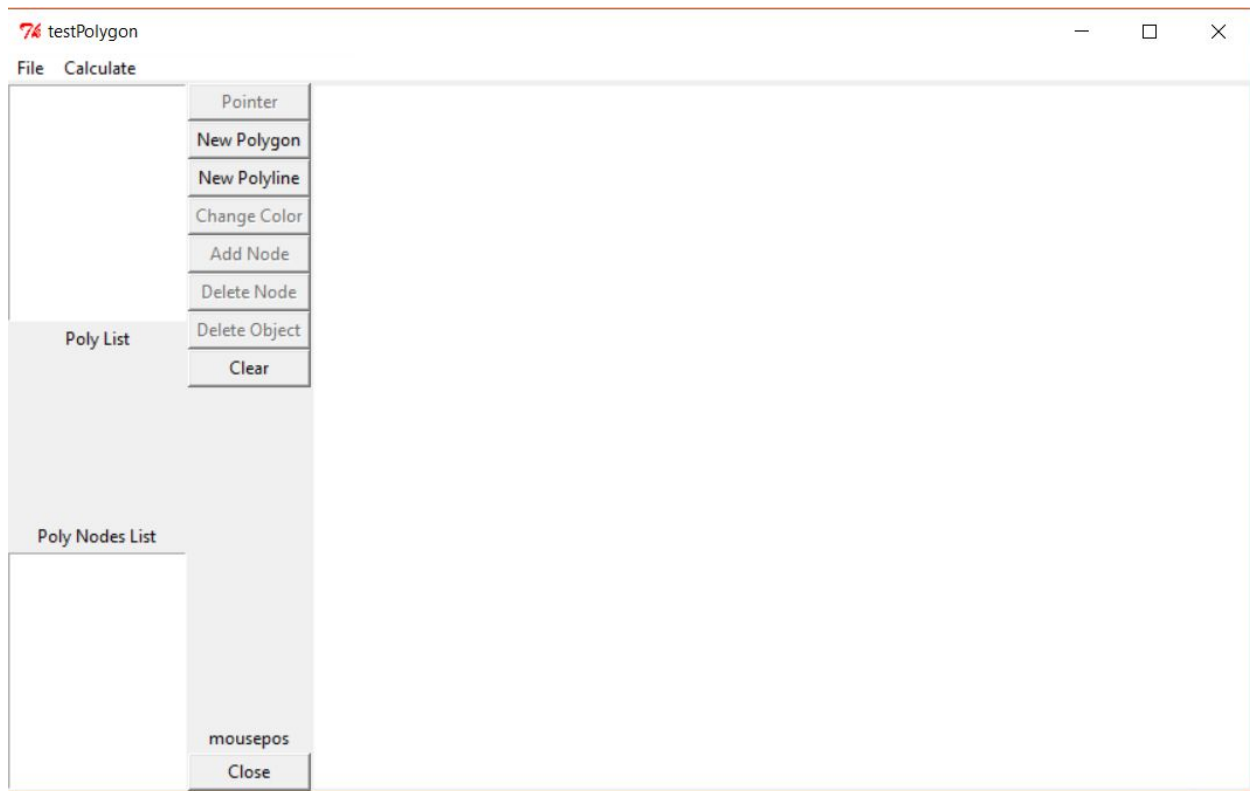 testPolygon
File Calculate
Pointer
New Polygon
New Polyline
Change Color
Add Node
Delete Node
Delete Object
Clear
Poly List
Poly Nodes List
mousepos
Close